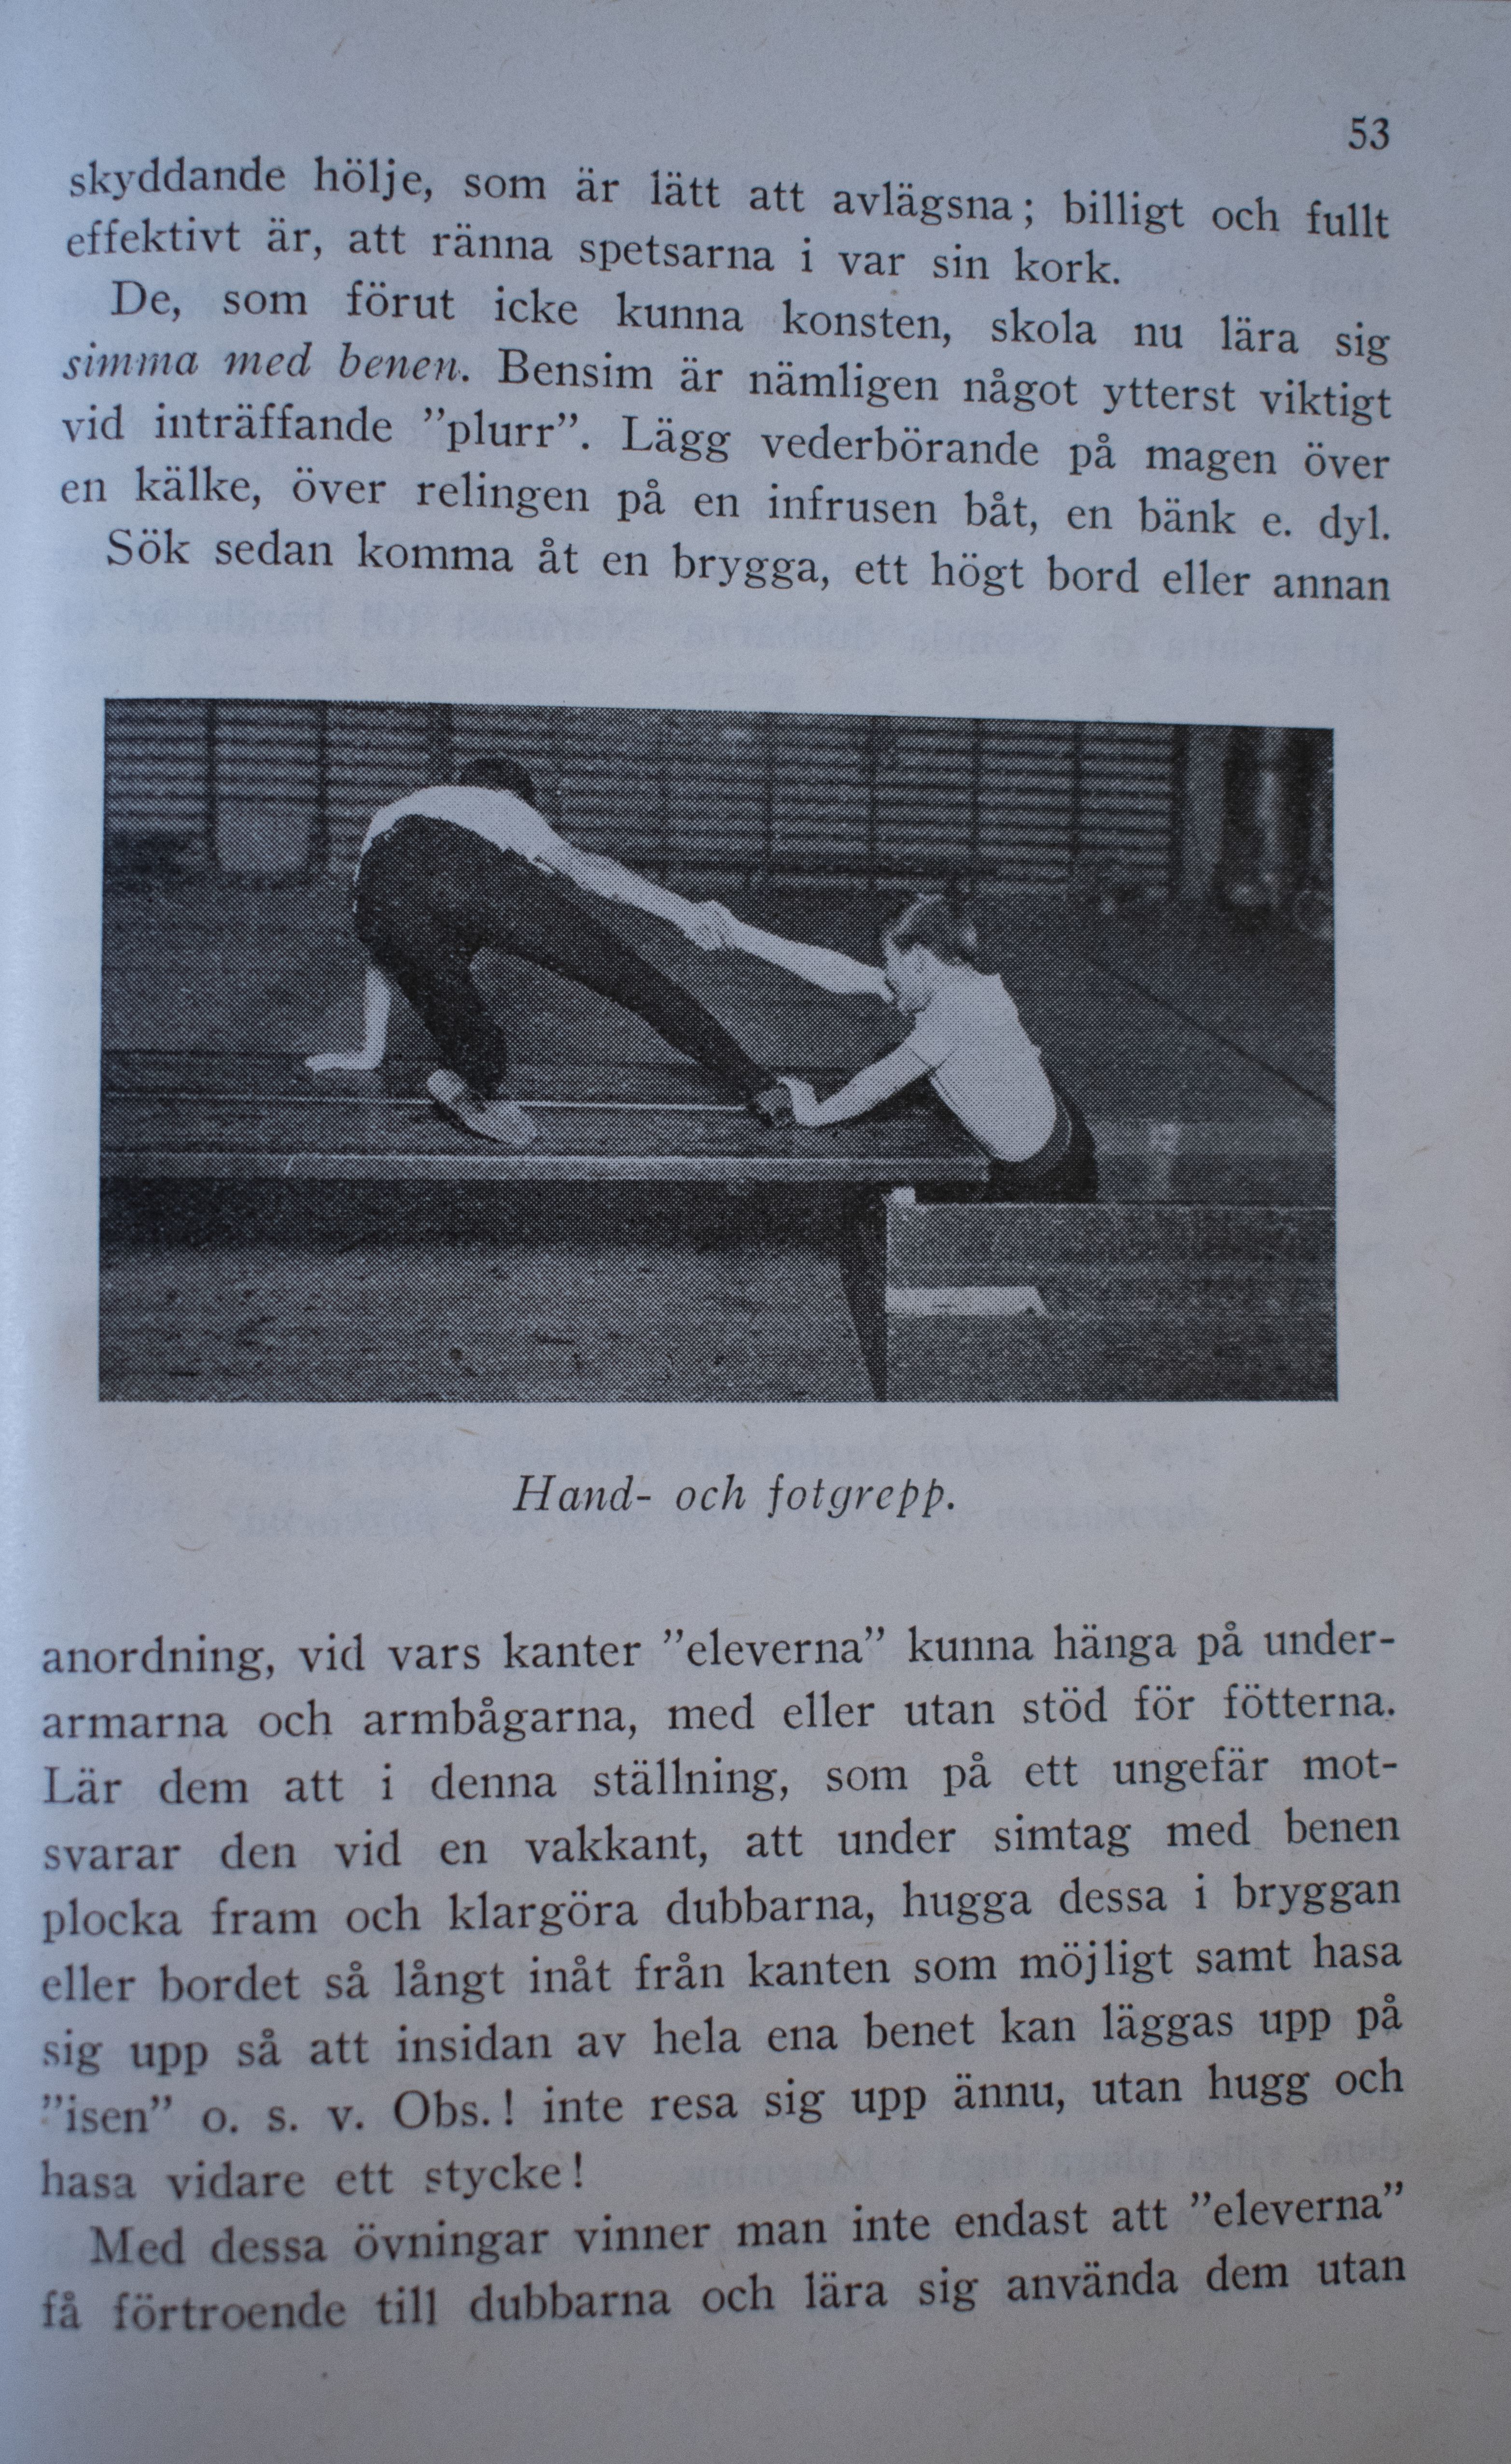 53
skyddande hölje, som är lätt att avlägsna; billigt och fullt
effektivt är, att ränna spetsarna i var sin kork.
De, som förut icke kunna konsten, skola nu lära sig
simma med benen. Bensim är nämligen något ytterst viktigt
vid inträffande ”plurr”. Lägg vederbörande på magen över
en kälke, över relingen på en infrusen båt, en bänk e. dyl.
Sök sedan komma åt en brygga, ett högt bord eller annan
Hand- och fotgrepp.
anordning, vid vars kanter ”eleverna” kunna hänga på under-
armarna och armbågarna, med eller utan stöd för fötterna.
Lär dem att i denna ställning, som på ett ungefär mot-
svarar den vid en vakkant, att under simtag med benen
plocka fram och klargöra dubbarna, hugga dessa i bryggan
eller bordet så långt inåt från kanten som möjligt samt hasa
sig upp så att insidan av hela ena benet kan läggas upp på
”isen” o. s. v. Obs.! inte resa sig upp ännu, utan hugg och
hasa vidare ett stycke!
Med dessa övningar vinner man inte endast att ”eleverna”
få förtroende till dubbarna och lära sig använda dem utan